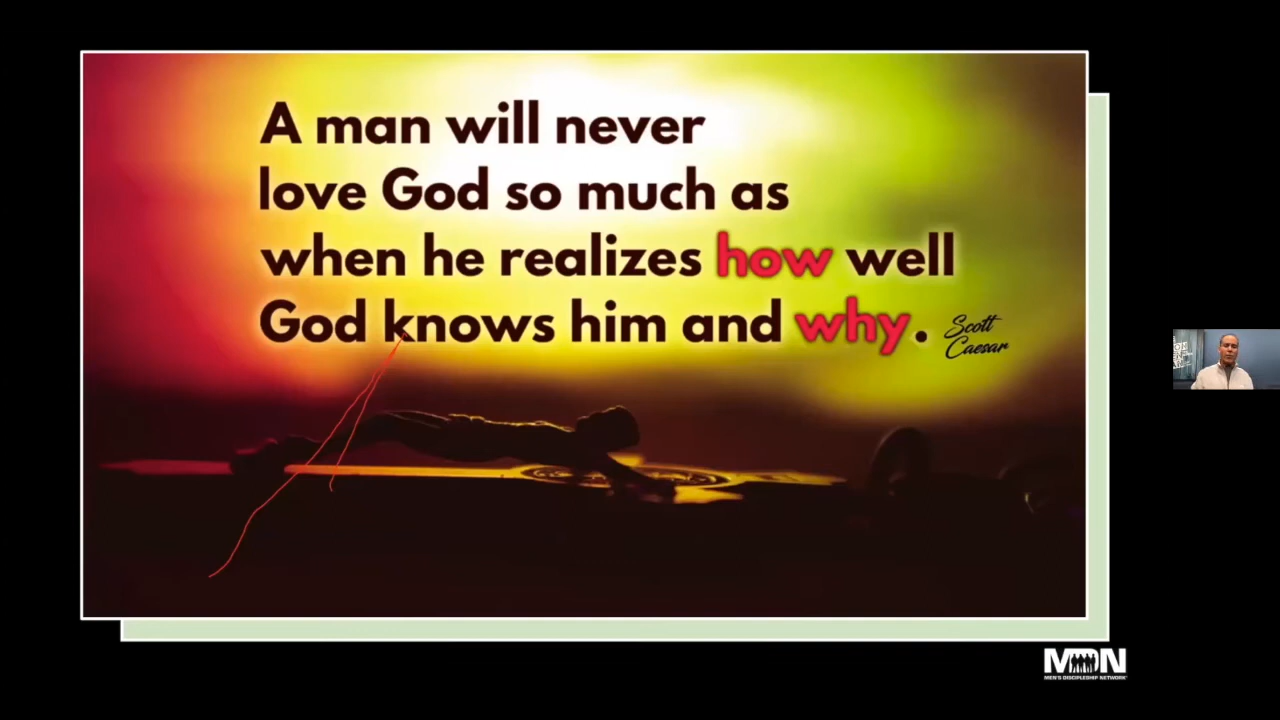 A man will never
love God so much as
when he realizes how well
God knows him and why.
Scott
Caesar
MDN
MEN'S DISCIPLESHIP NETWORK